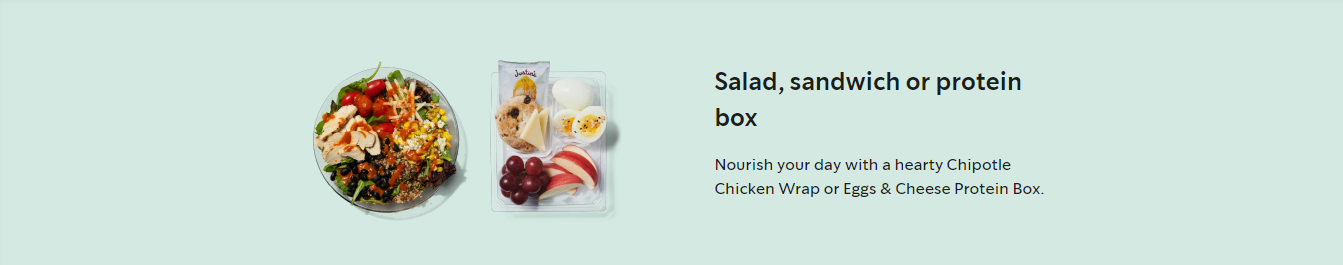 Justin's
Salad, sandwich or protein
box
Nourish your day with a hearty Chipotle
Chicken Wrap or Eggs & Cheese Protein Box.